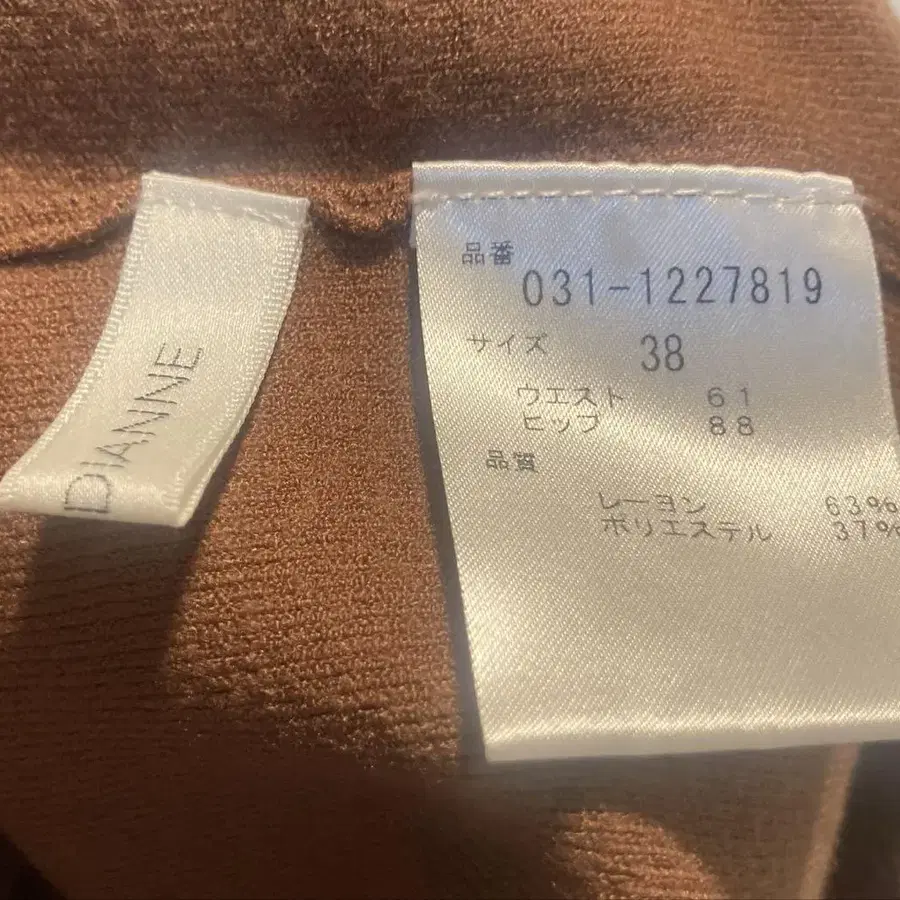 DIANNE
品番
031-1227819
サイズ 38
ウエスト 61
ヒップ 88
品質
レーヨン 63%
ポリエステル 37%